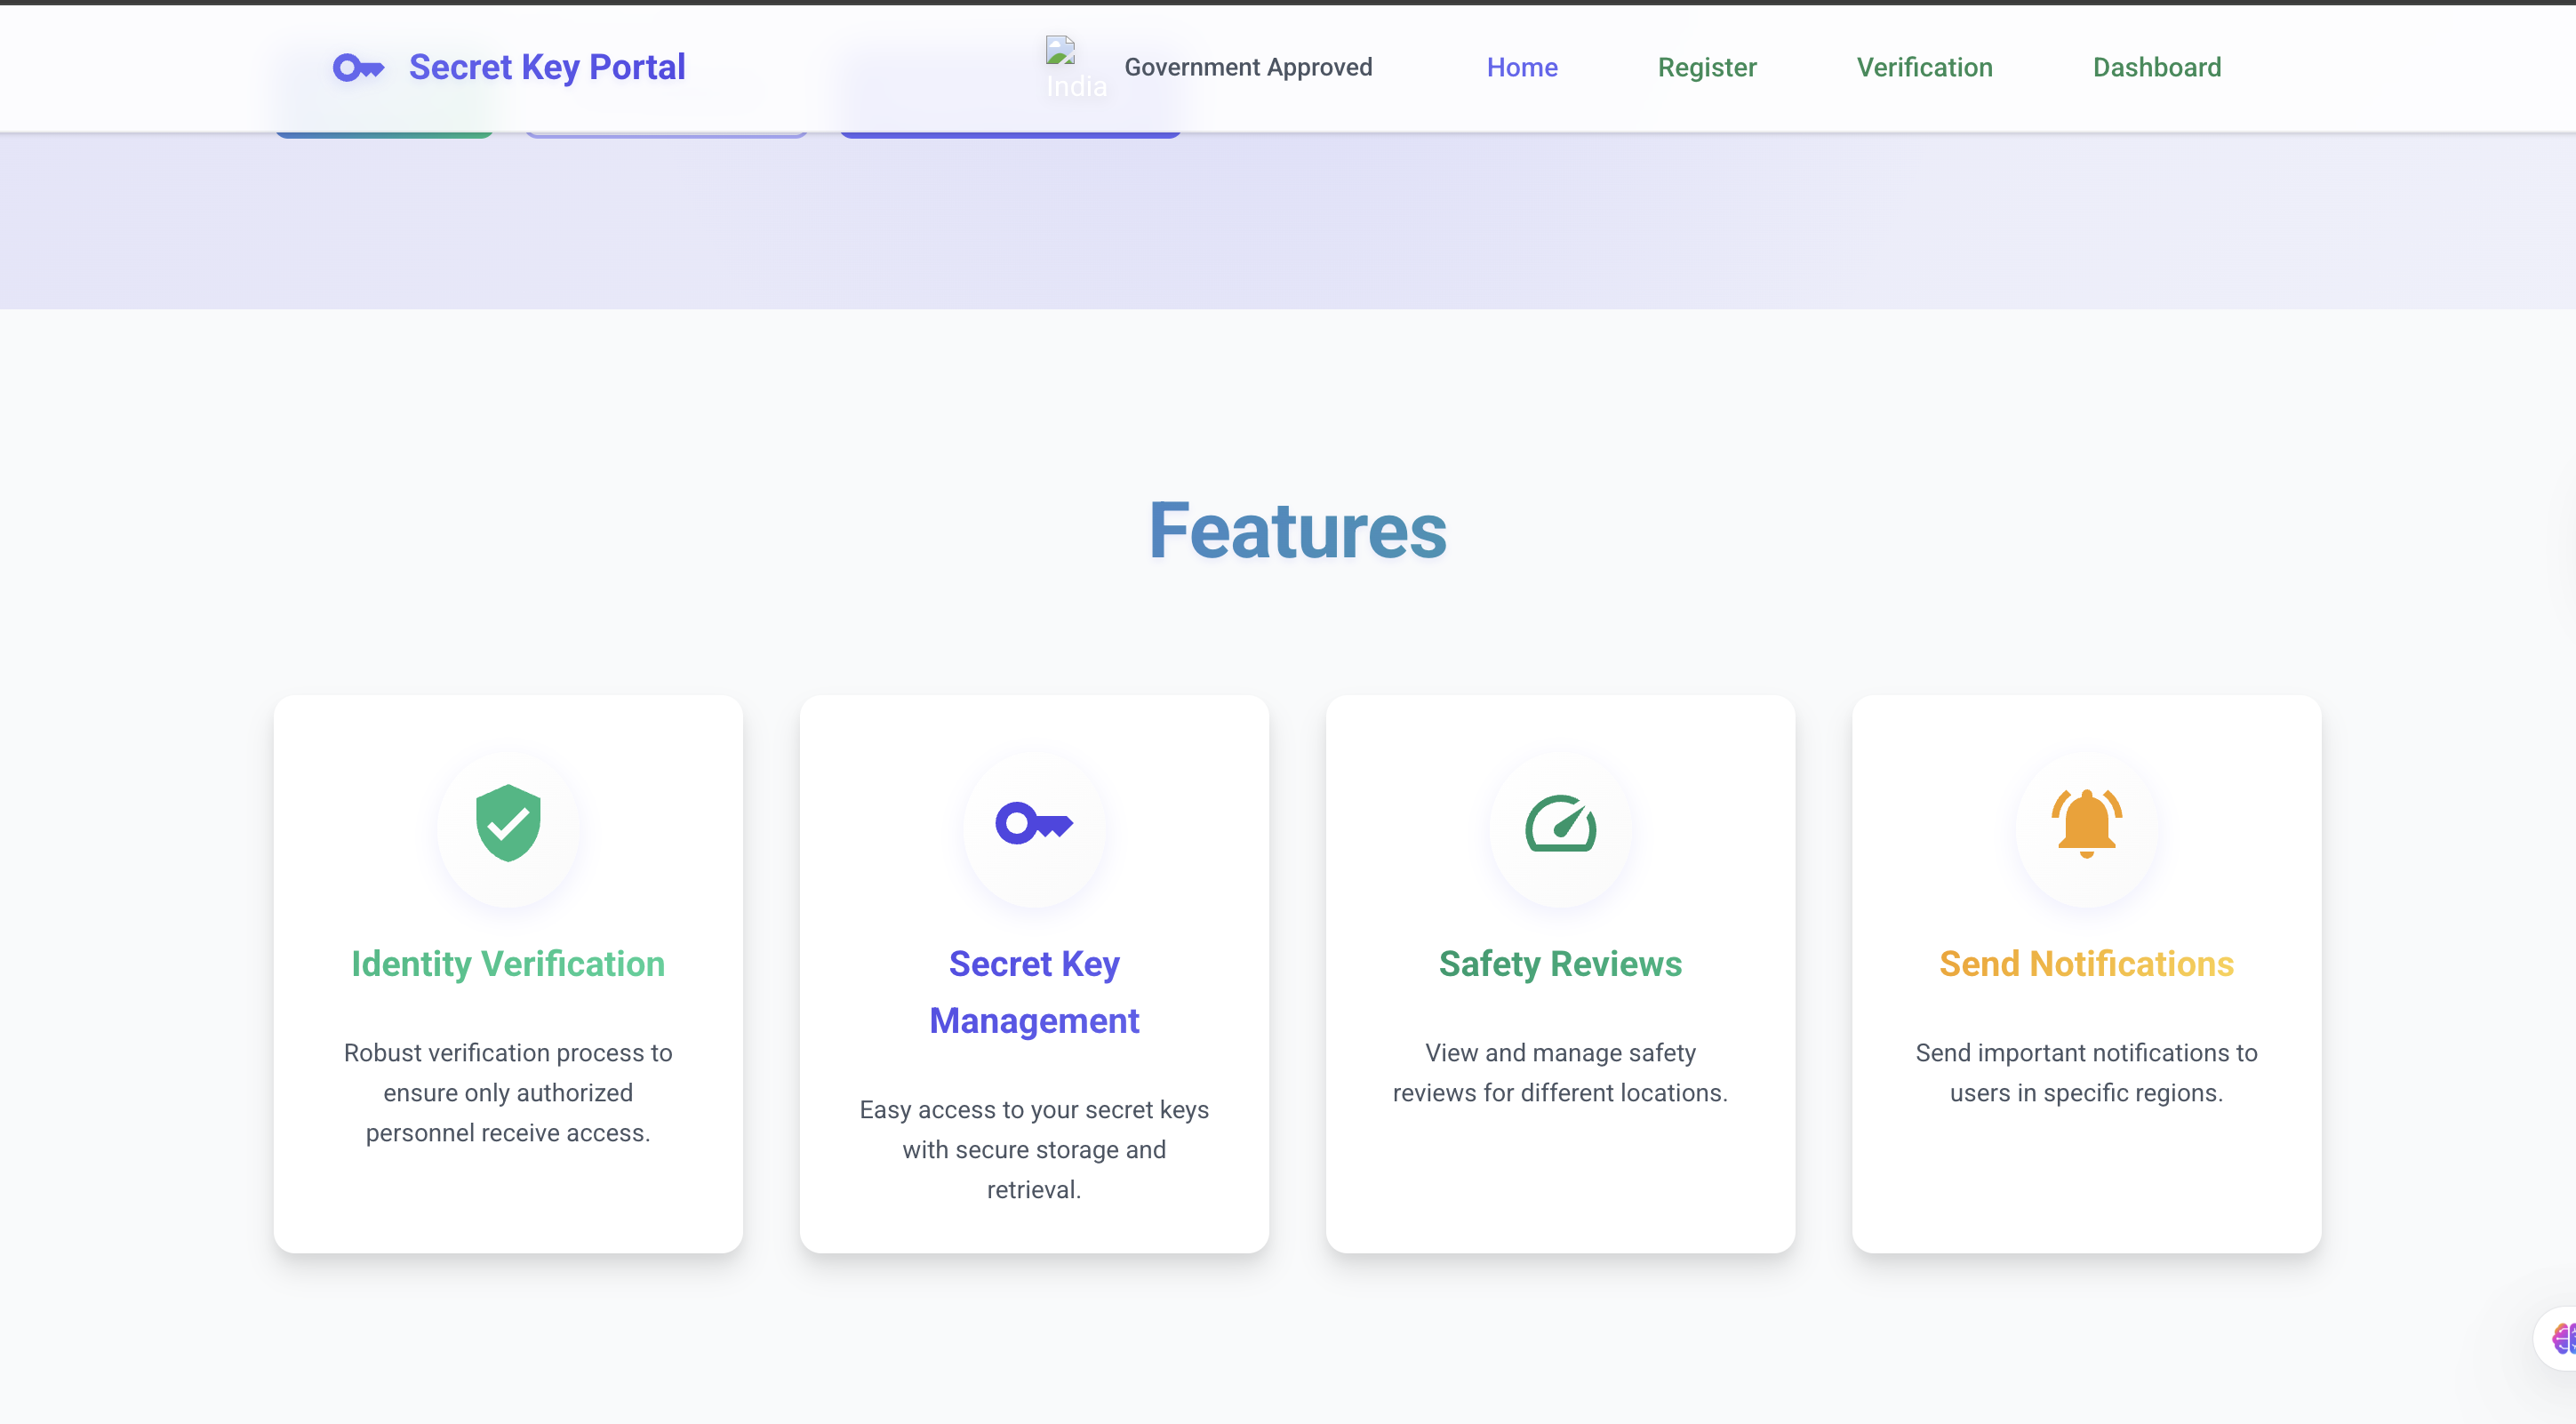 Secret Key Portal
India
Government Approved
Home
Register
Verification
Dashboard
Features
Identity Verification
Robust verification process to
ensure only authorized
personnel receive access.
Secret Key
Management
Easy access to your secret keys
with secure storage and
retrieval.
Safety Reviews
View and manage safety
reviews for different locations.
Send Notifications
Send important notifications to
users in specific regions.